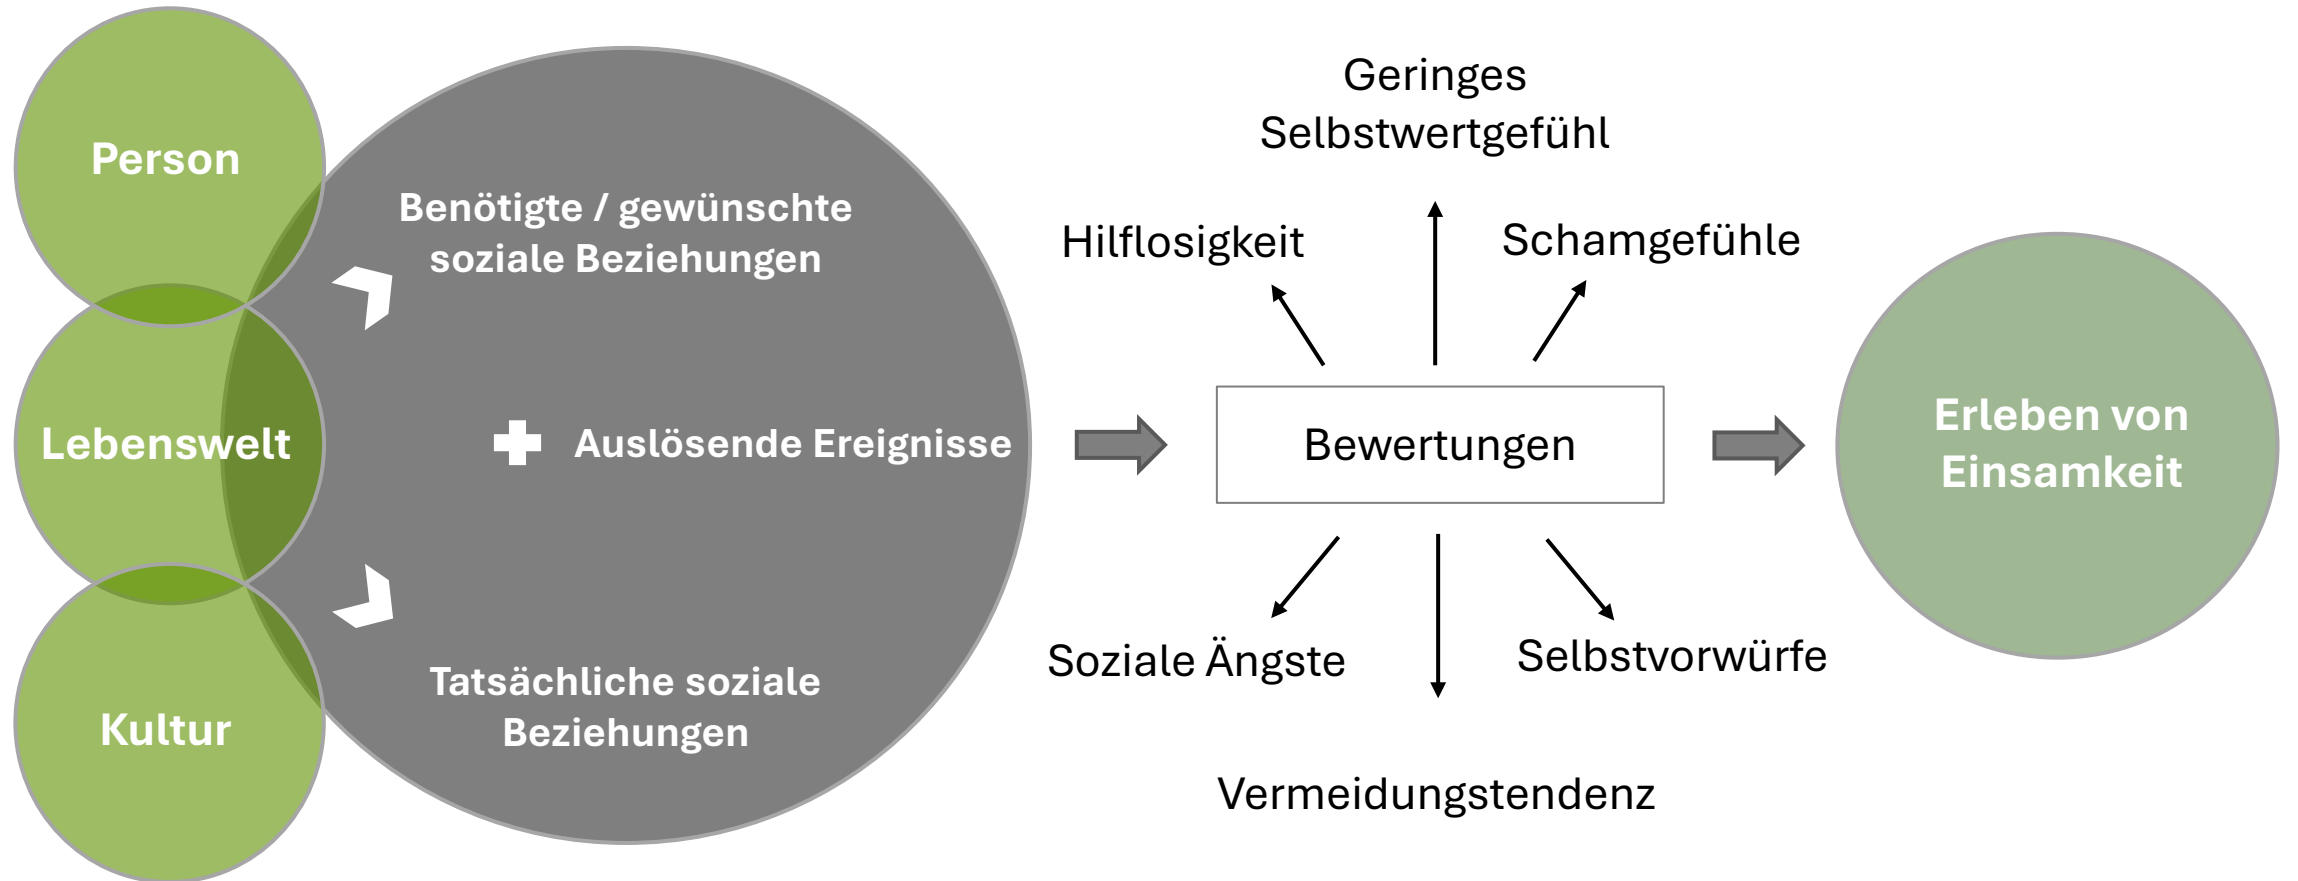 Person
Lebenswelt
Kultur
Benötigte / gewünschte
soziale Beziehungen
Auslösende Ereignisse
Tatsächliche soziale
Beziehungen
Geringes
Selbstwertgefühl
Hilflosigkeit
Schamgefühle
Bewertungen
Soziale Ängste
Selbstvorwürfe
Vermeidungstendenz
Erleben von
Einsamkeit